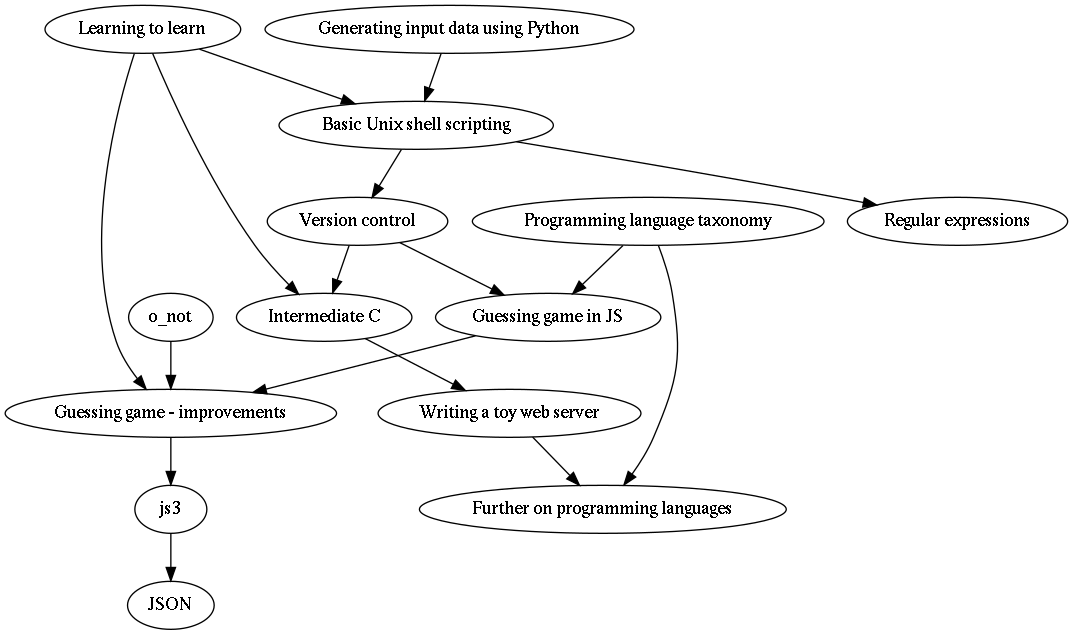 Learning to learn
Generating input data using Python
Basic Unix shell scripting
Version control
Programming language taxonomy
Regular expressions
o_not
Intermediate C
Guessing game in JS
Guessing game - improvements
Writing a toy web server
js3
Further on programming languages
JSON